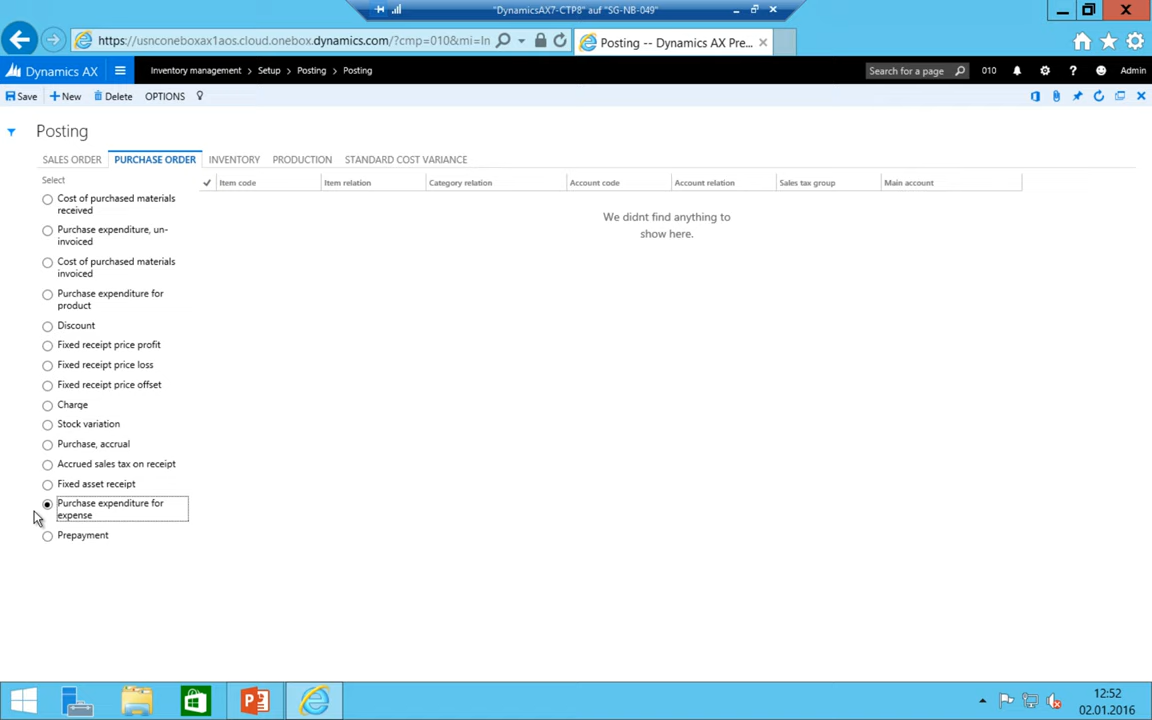 "DynamicsAX7-CTP8" auf "SG-NB-049"
https://usnconeboxax1aos.cloud.onebox.dynamics.com/?cmp=010&mi=In
Posting -- Dynamics AX Pre...
Dynamics AX
Inventory management > Setup > Posting > Posting
Search for a page
010
?
Admin
Save
New
Delete
OPTIONS
Posting
SALES ORDER
PURCHASE ORDER
INVENTORY
PRODUCTION
STANDARD COST VARIANCE
Select
Item code
Item relation
Category relation
Account code
Account relation
Sales tax group
Main account
We didnt find anything to
show here.
Cost of purchased materials
received
Purchase expenditure, un-
invoiced
Cost of purchased materials
invoiced
Purchase expenditure for
product
Discount
Fixed receipt price profit
Fixed receipt price loss
Fixed receipt price offset
Charge
Stock variation
Purchase, accrual
Accrued sales tax on receipt
Fixed asset receipt
Purchase expenditure for
expense
Prepayment
12:52
02.01.2016